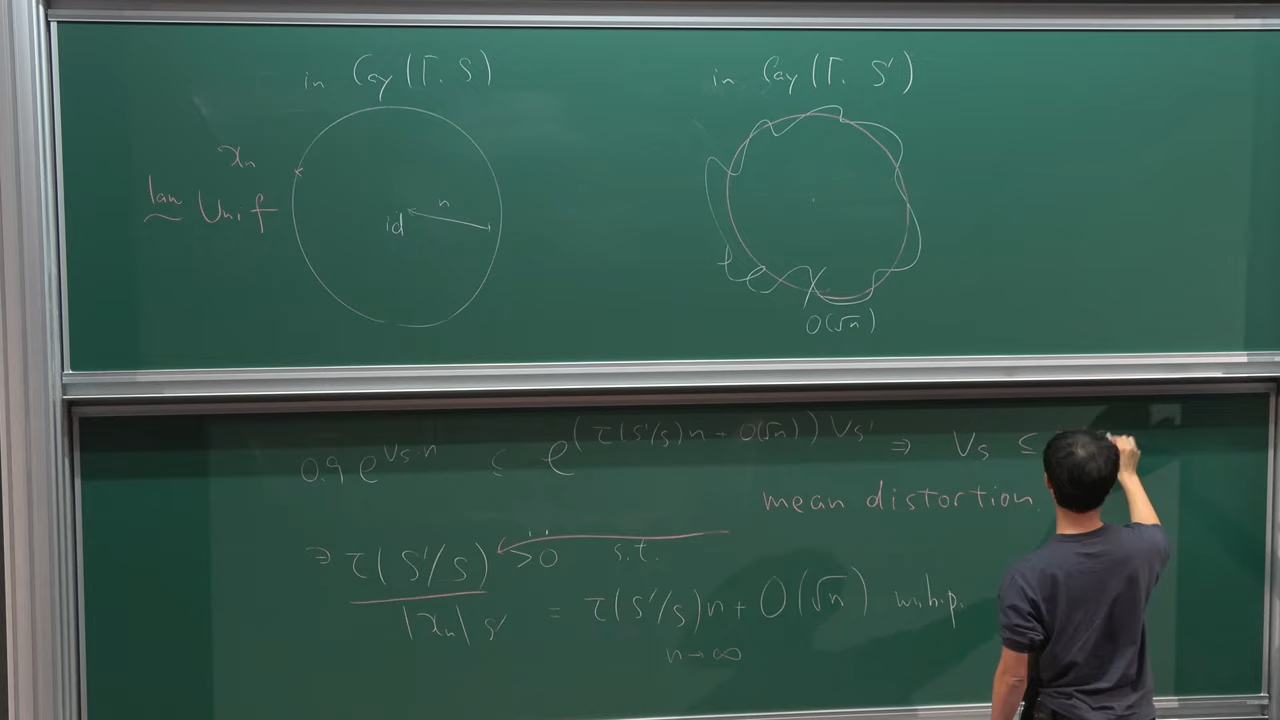 in Cay (Γ, S)
in Cay (Γ, S')
x_n
law ~ Unif
id
n
O(√n)
0.9 e^{V_S·n} ≤ e^{(τ(S'/S)n + O(√n)) V_{S'}} ⇒ V_S ≤
mean distortion.
∃ τ(S'/S) > 0 s.t.
|x_n|_{S'} = τ(S'/S)n + O(√n) w.h.p.
n→∞